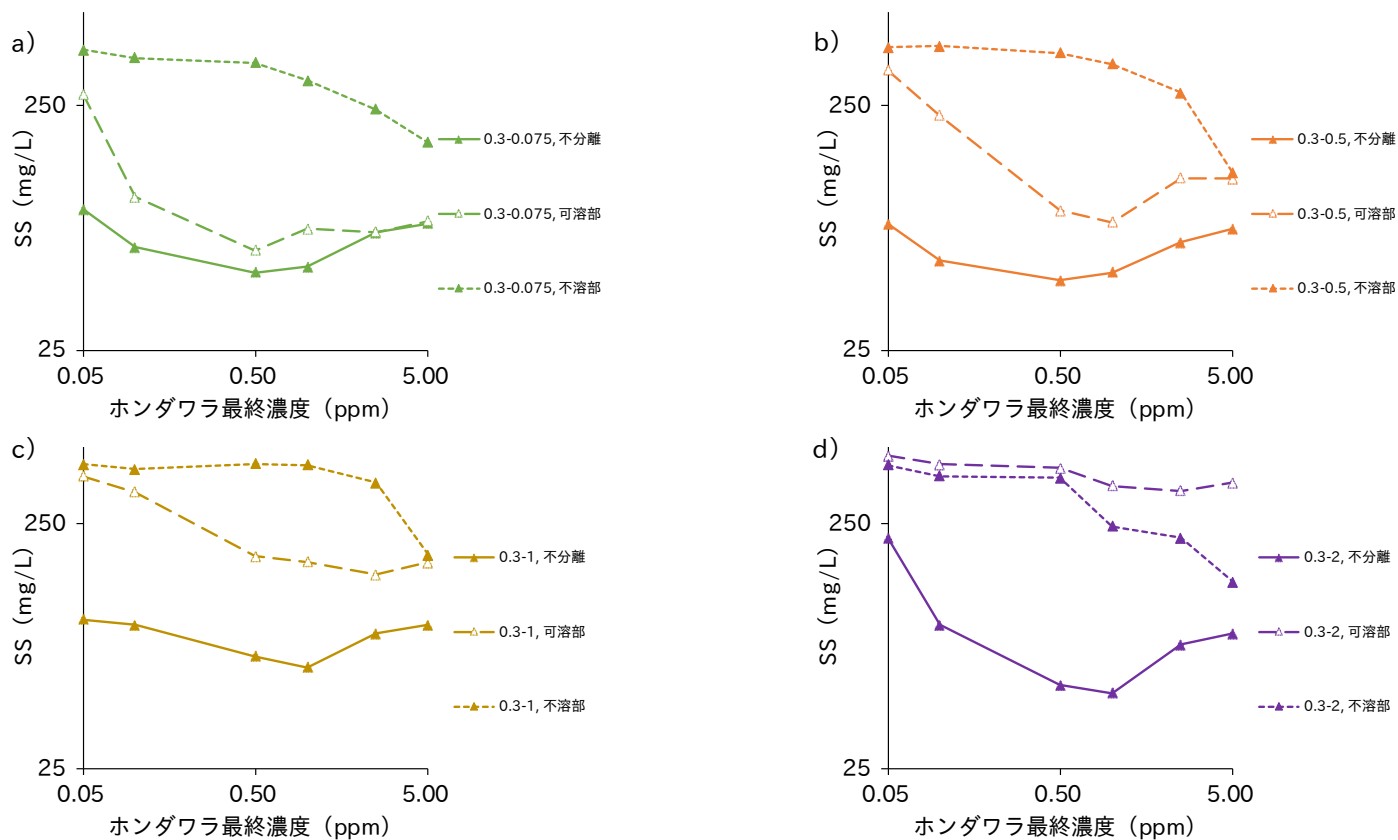 a）
SS（mg/L）
250
25
0.05
0.50
5.00
ホンダワラ最終濃度（ppm）
0.3-0.075, 不分離
0.3-0.075, 可溶部
0.3-0.075, 不溶部
b）
SS（mg/L）
250
25
0.05
0.50
5.00
ホンダワラ最終濃度（ppm）
0.3-0.5, 不分離
0.3-0.5, 可溶部
0.3-0.5, 不溶部
c）
SS（mg/L）
250
25
0.05
0.50
5.00
ホンダワラ最終濃度（ppm）
0.3-1, 不分離
0.3-1, 可溶部
0.3-1, 不溶部
d）
SS（mg/L）
250
25
0.05
0.50
5.00
ホンダワラ最終濃度（ppm）
0.3-2, 不分離
0.3-2, 可溶部
0.3-2, 不溶部